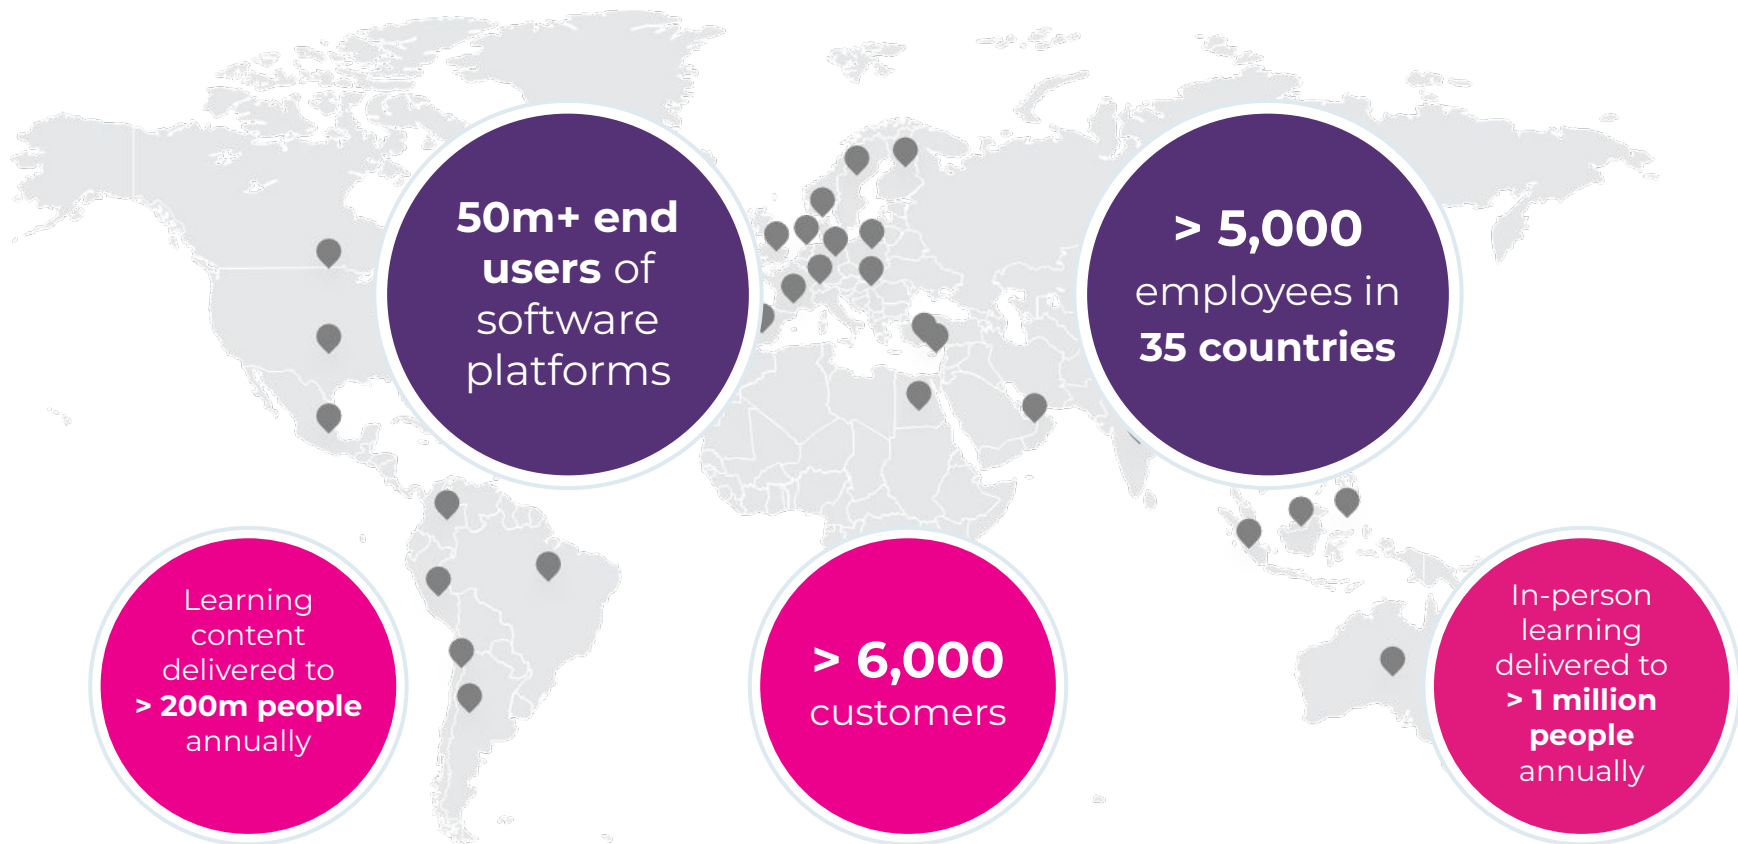 50m+ end
users of
software
platforms
> 5,000
employees in
35 countries
Learning
content
delivered to
> 200m people
annually
> 6,000
customers
In-person
learning
delivered to
> 1 million
people
annually